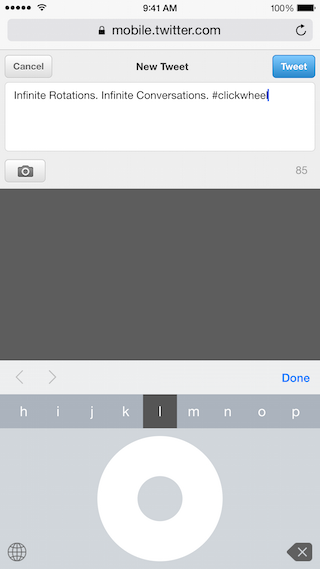 9:41 AM 100%
mobile.twitter.com
Cancel New Tweet Tweet
Infinite Rotations. Infinite Conversations. #clickwheel
85
Done
h i j k l m n o p